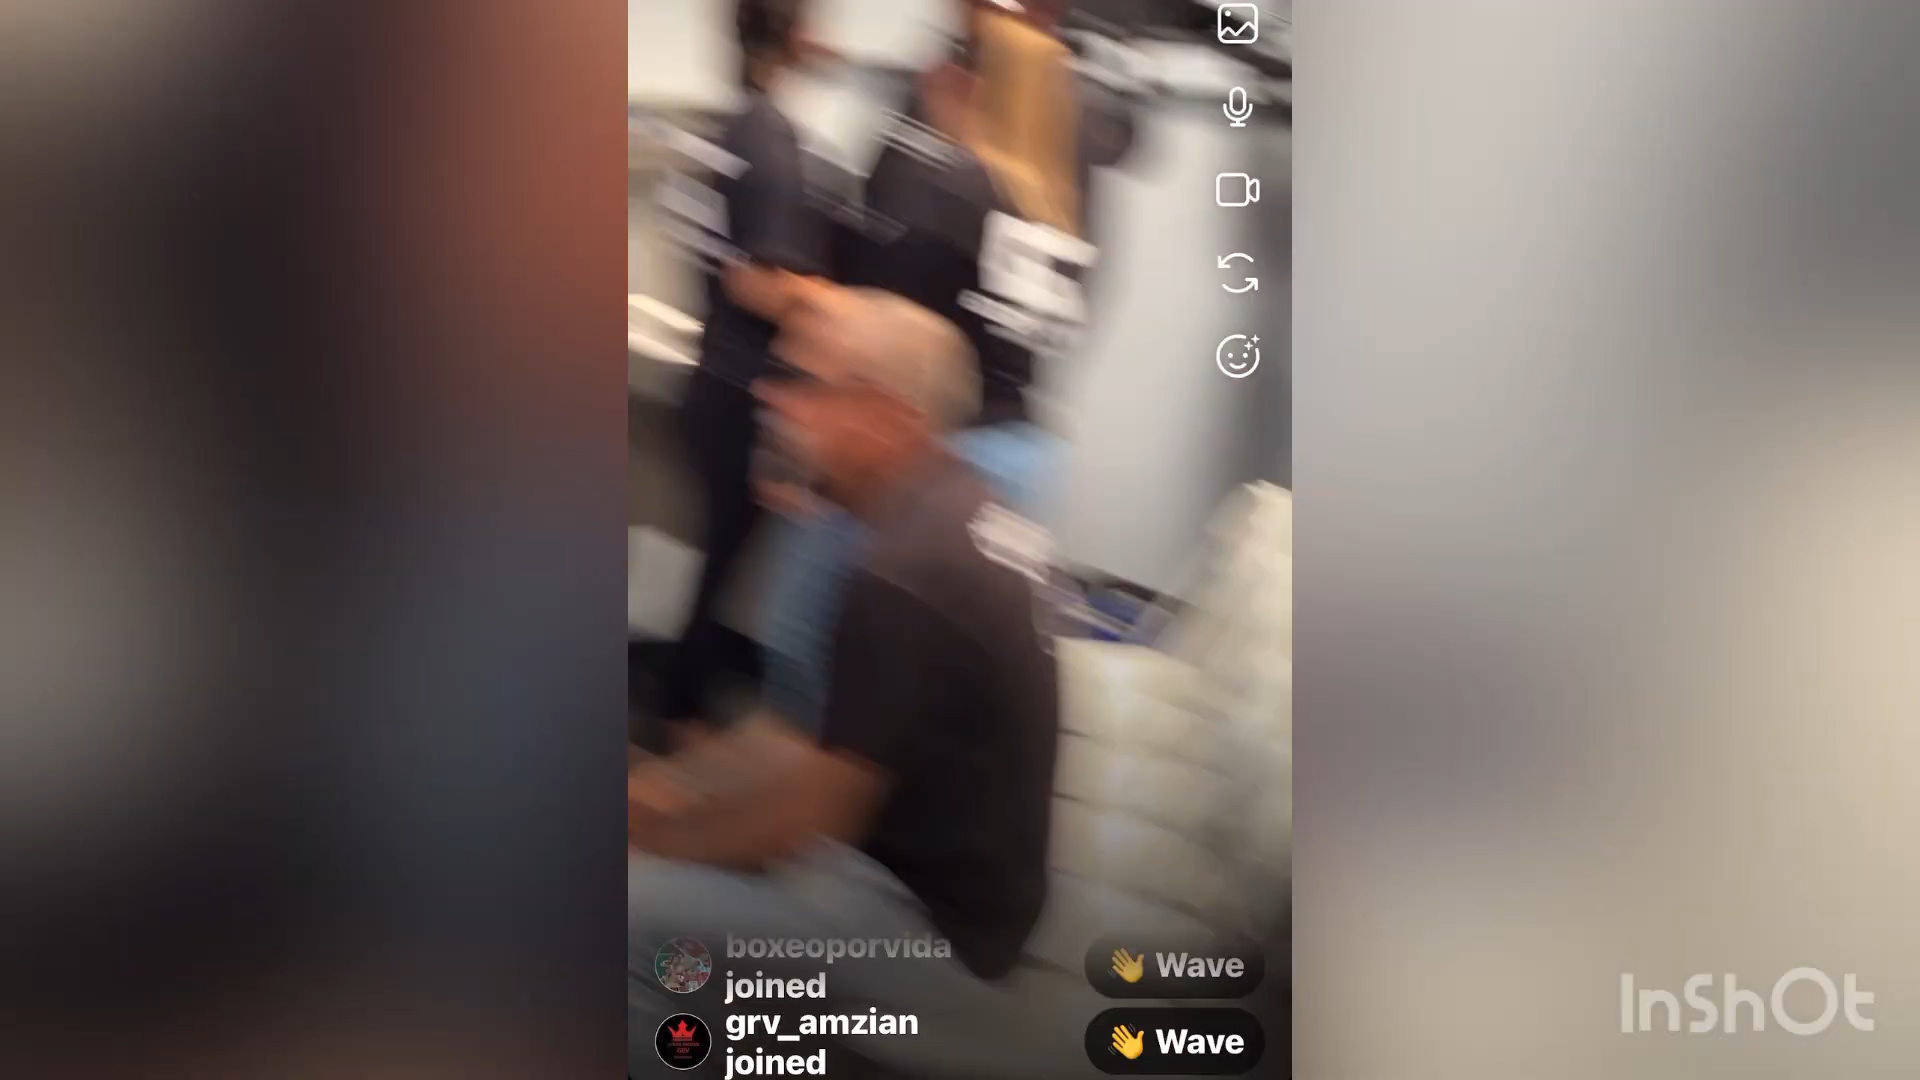 boxeoporvida
joined
👋 Wave
grv_amzian
joined
👋 Wave
InShOt